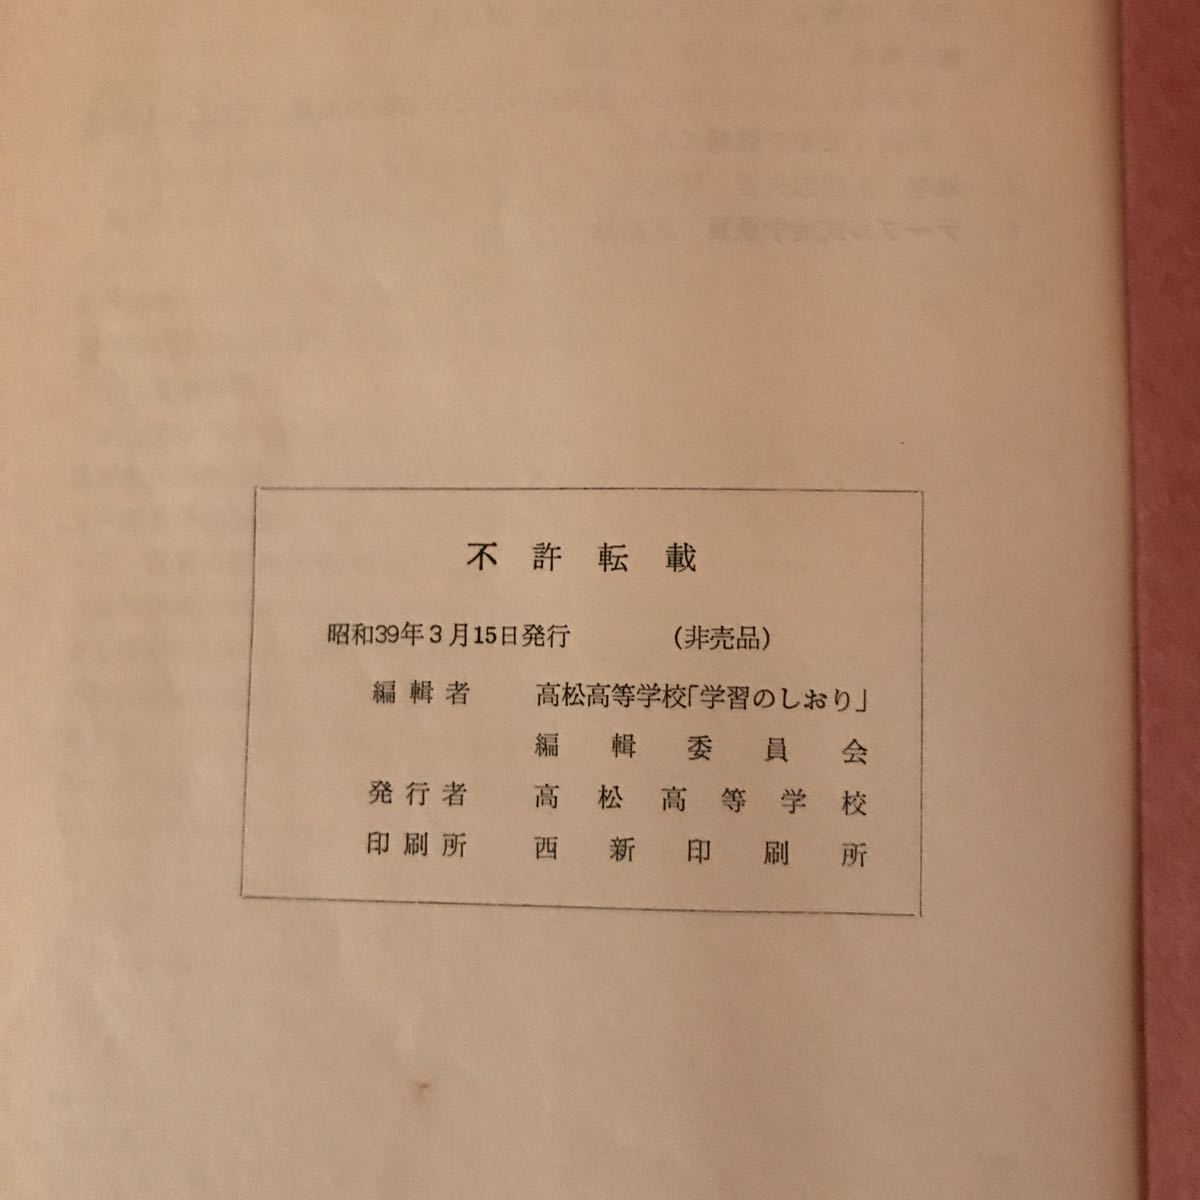 不許転載
昭和39年3月15日発行 (非売品)
編輯者 高松高等学校「学習のしおり」
編輯委員会
発行者 高松高等学校
印刷所 西新印刷所